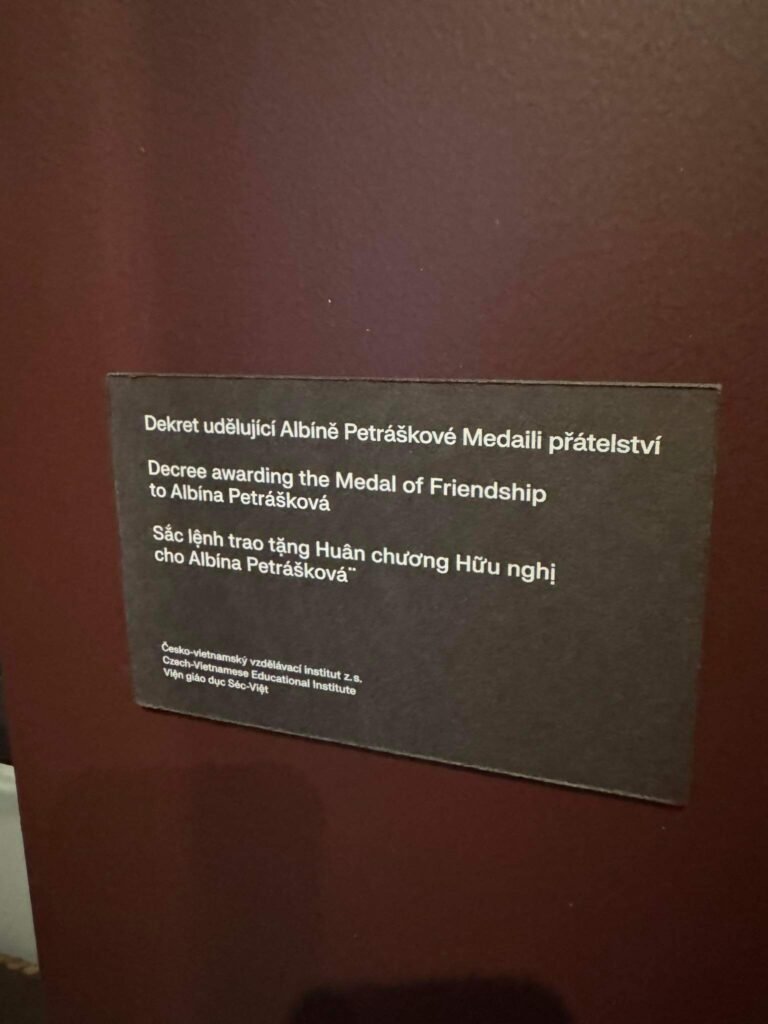 Dekret udělující Albíně Petráškové Medaili přátelství
Decree awarding the Medal of Friendship
to Albína Petrášková
Sắc lệnh trao tặng Huân chương Hữu nghị
cho Albína Petrášková¨
Česko-vietnamský vzdělávací institut z. s.
Czech-Vietnamese Educational Institute
Viện giáo dục Séc-Việt